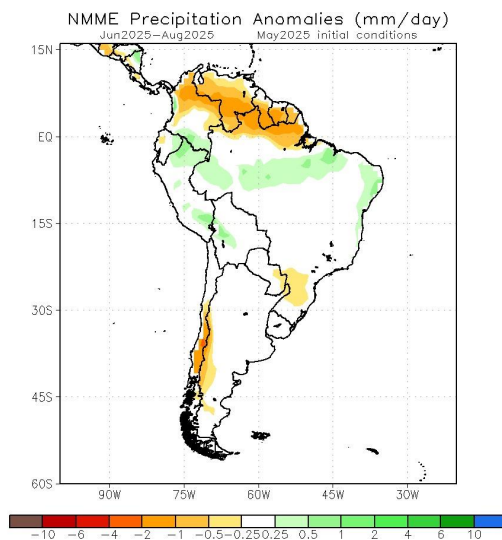 NMME Precipitation Anomalies (mm/day)
Jun2025-Aug2025 May2025 initial conditions
15N
EQ
15S
30S
45S
60S
90W 75W 60W 45W 30W
-10 -6 -4 -2 -1 -0.5-0.25 0.25 0.5 1 2 4 6 10